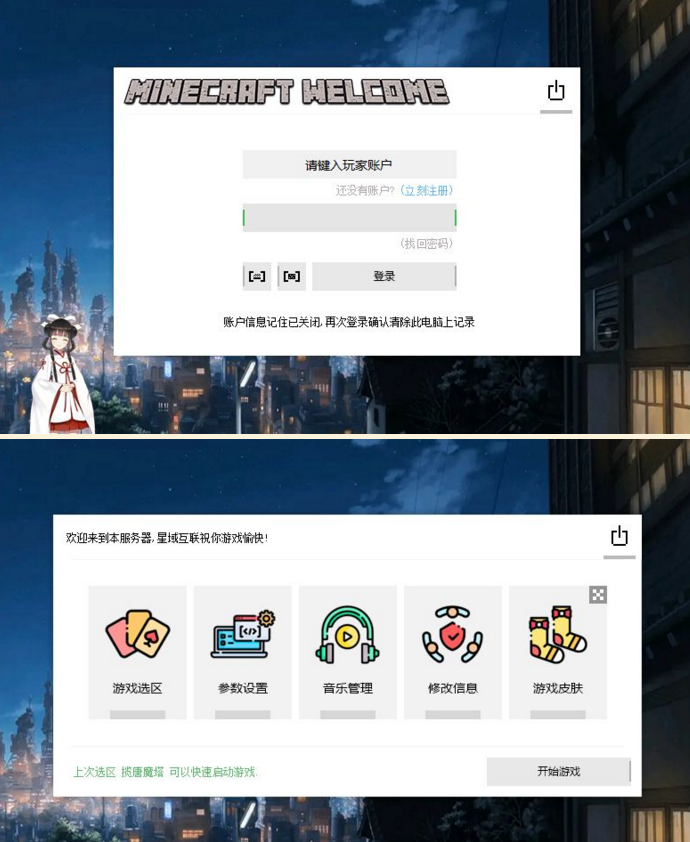 MINECRAFT WELCOME
请键入玩家账户
还没有账户?（立刻注册）
（找回密码）
登录
账户信息记住已关闭,再次登录确认清除此电脑上记录
欢迎来到本服务器,星域互联祝你游戏愉快!
游戏选区 参数设置 音乐管理 修改信息 游戏皮肤
上次选区 揽唐魔塔 可以快速启动游戏.
开始游戏